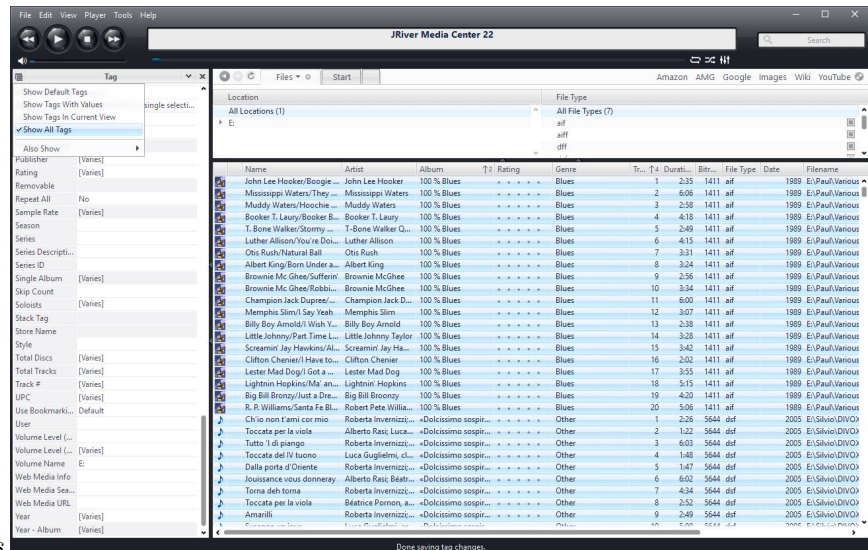 File Edit View Player Tools Help
JRiver Media Center 22
Search
Tag
Files Start Amazon AMG Google Images Wiki YouTube
Show Default Tags
Show Tags With Values
Show Tags In Current View
Show All Tags
Also Show
single selecti...
Publisher [Varies]
Rating [Varies]
Removable
Repeat All No
Sample Rate [Varies]
Season
Series
Series Descripti...
Series ID
Single Album [Varies]
Skip Count
Soloists [Varies]
Stack Tag
Store Name
Style
Total Discs [Varies]
Total Tracks [Varies]
Track # [Varies]
UPC [Varies]
Use Bookmarki... Default
User
Volume Level (...
Volume Level (... [Varies]
Volume Name E:
Web Media Info
Web Media Sea...
Web Media URL
Year [Varies]
Year - Album [Varies]
Location
All Locations (1)
E:
File Type
All File Types (7)
aif
aiff
dff
Name Artist Album Rating Genre Tr... Durati... Bitr... File Type Date Filename
John Lee Hooker/Boogie ... John Lee Hooker 100 % Blues Blues 1 2:35 1411 aif 1989 E:\Paul\Various
Mississippi Waters/They ... Mississippi Waters 100 % Blues Blues 2 6:06 1411 aif 1989 E:\Paul\Various
Muddy Waters/Hoochie ... Muddy Waters 100 % Blues Blues 3 2:58 1411 aif 1989 E:\Paul\Various
Booker T. Laury/Booker B... Booker T. Laury 100 % Blues Blues 4 4:18 1411 aif 1989 E:\Paul\Various
T. Bone Walker/Stormy ... T-Bone Walker Q... 100 % Blues Blues 5 2:49 1411 aif 1989 E:\Paul\Various
Luther Allison/You're Doi... Luther Allison 100 % Blues Blues 6 4:15 1411 aif 1989 E:\Paul\Various
Otis Rush/Natural Ball Otis Rush 100 % Blues Blues 7 3:31 1411 aif 1989 E:\Paul\Various
Albert King/Born Under a... Albert King 100 % Blues Blues 8 3:24 1411 aif 1989 E:\Paul\Various
Brownie Mc Ghee/Sufferin' Brownie McGhee 100 % Blues Blues 9 2:56 1411 aif 1989 E:\Paul\Various
Brownie Mc Ghee/Robbi... Brownie McGhee 100 % Blues Blues 10 3:34 1411 aif 1989 E:\Paul\Various
Champion Jack Dupree/... Champion Jack D... 100 % Blues Blues 11 6:00 1411 aif 1989 E:\Paul\Various
Memphis Slim/I Say Yeah Memphis Slim 100 % Blues Blues 12 3:07 1411 aif 1989 E:\Paul\Various
Billy Boy Arnold/I Wish Y... Billy Boy Arnold 100 % Blues Blues 13 2:38 1411 aif 1989 E:\Paul\Various
Little Johnny/Part Time L... Little Johnny Taylor 100 % Blues Blues 14 3:28 1411 aif 1989 E:\Paul\Various
Screamin' Jay Hawkins/Al... Screamin' Jay Ha... 100 % Blues Blues 15 3:42 1411 aif 1989 E:\Paul\Various
Clifton Chenier/I Have to... Clifton Chenier 100 % Blues Blues 16 2:02 1411 aif 1989 E:\Paul\Various
Lester Mad Dog/I Got a ... Lester Mad Dog 100 % Blues Blues 17 3:55 1411 aif 1989 E:\Paul\Various
Lightnin Hopkins/Ma' an... Lightnin' Hopkins 100 % Blues Blues 18 5:15 1411 aif 1989 E:\Paul\Various
Big Bill Bronzy/Just a Dre... Big Bill Broonzy 100 % Blues Blues 19 4:20 1411 aif 1989 E:\Paul\Various
R. P. Williams/Santa Fe Bl... Robert Pete Willia... 100 % Blues Blues 20 5:06 1411 aif 1989 E:\Paul\Various
Ch'io non t'ami cor mio Roberta Invernizzi;... «Dolcissimo sospir... Other 1 2:26 5644 dsf 2005 E:\Silvio\DIVOX
Toccata per la viola Alberto Rasi; Luca... «Dolcissimo sospir... Other 2 1:22 5644 dsf 2005 E:\Silvio\DIVOX
Tutto 'l dì piango Roberta Invernizzi;... «Dolcissimo sospir... Other 3 6:03 5644 dsf 2005 E:\Silvio\DIVOX
Toccata del IV tuono Luca Guglielmi, cl... «Dolcissimo sospir... Other 4 1:48 5644 dsf 2005 E:\Silvio\DIVOX
Dalla porta d'Oriente Roberta Invernizzi;... «Dolcissimo sospir... Other 5 1:47 5644 dsf 2005 E:\Silvio\DIVOX
Jouissance vous donneray Alberto Rasi; Béatr... «Dolcissimo sospir... Other 6 6:02 5644 dsf 2005 E:\Silvio\DIVOX
Torna deh torna Roberta Invernizzi;... «Dolcissimo sospir... Other 7 4:34 5644 dsf 2005 E:\Silvio\DIVOX
Toccata per la viola Béatrice Pornon, a... «Dolcissimo sospir... Other 8 2:52 5644 dsf 2005 E:\Silvio\DIVOX
Amarilli Roberta Invernizzi;... «Dolcissimo sospir... Other 9 2:49 5644 dsf 2005 E:\Silvio\DIVOX
Done saving tag changes.